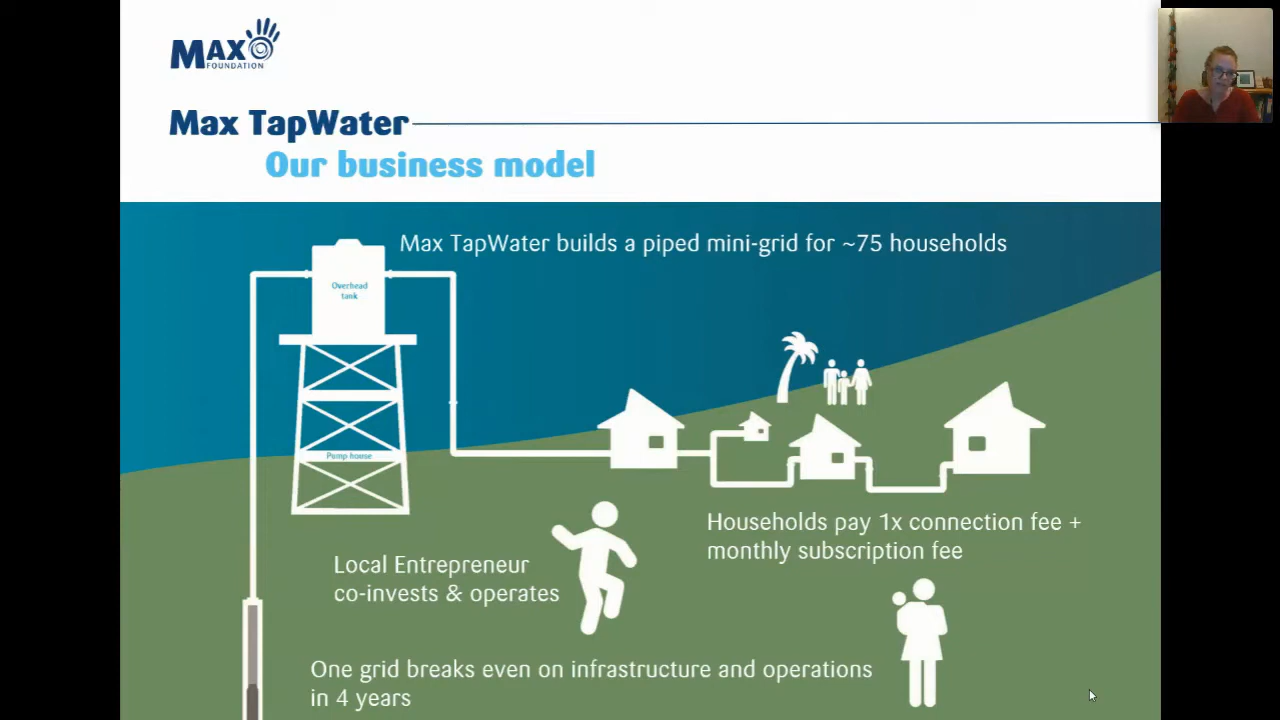 MAX
FOUNDATION
Max TapWater
Our business model
Max TapWater builds a piped mini-grid for ~75 households
Overhead
tank
Pump house
Households pay 1x connection fee +
monthly subscription fee
Local Entrepreneur
co-invests & operates
One grid breaks even on infrastructure and operations
in 4 years